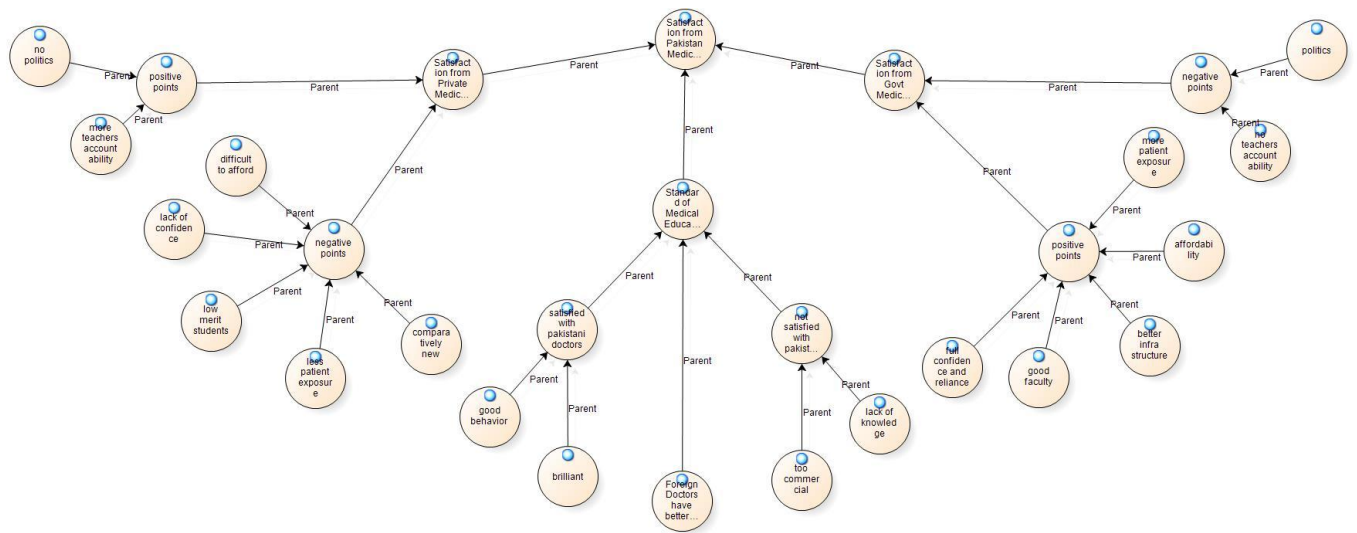 Satisfact
ion from
Pakistan
Medic...
no
politics
Parent
positive
points
Parent
more
teachers
account
ability
Parent
Satisfact
ion from
Private
Medic...
Parent
Parent
Satisfact
ion from
Govt
Medic...
Parent
negative
points
Parent
politics
Parent
no
teachers
account
ability
difficult
to afford
Parent
lack of
confiden
ce
Parent
negative
points
Parent
low
merit
students
Parent
less
patient
exposur
e
Parent
compara
tively
new
Parent
Parent
Standar
d of
Medical
Educa...
Parent
satisfied
with
pakistani
doctors
Parent
good
behavior
Parent
brilliant
Parent
Foreign
Doctors
have
better...
Parent
not
satisfied
with
pakist...
Parent
too
commer
cial
Parent
lack of
knowled
ge
Parent
Parent
positive
points
more
patient
exposur
e
Parent
affordabi
lity
Parent
better
infra
structure
Parent
good
faculty
Parent
full
confiden
ce and
reliance
Parent